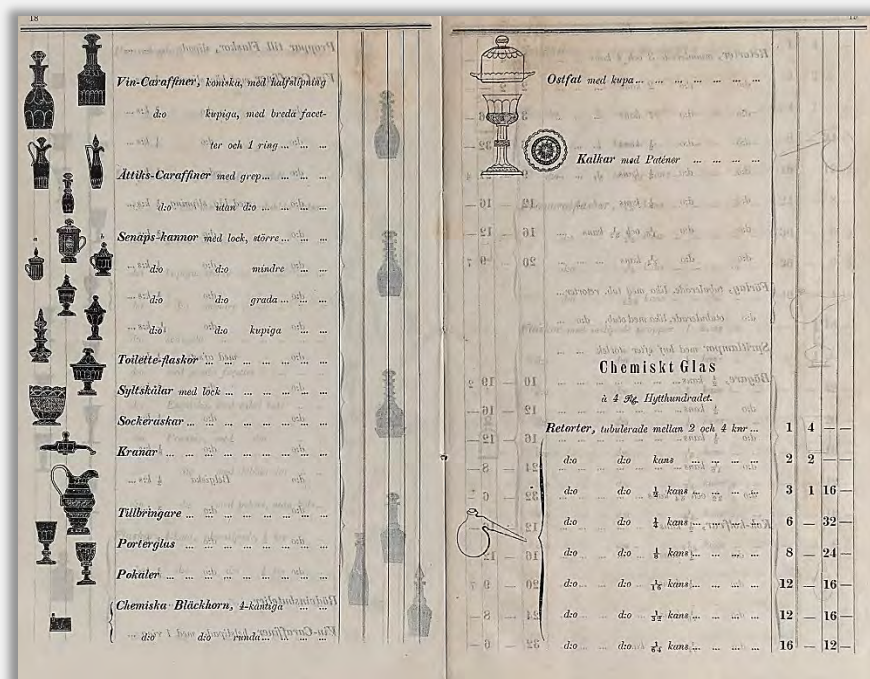 18
Vin-Caraffiner, koniska, med halfslipning
d:o kupiga, med breda facet-
ter och 1 ring ... ... ...
Ättiks-Caraffiner med grep... ... ...
d:o utan d:o ... ... ...
Senaps-kannor med lock, större ... ... ...
d:o d:o mindre ... ...
d:o d:o grada ... ...
d:o d:o kupiga ... ...
Toilette-flaskor ... ... ... ... ... ...
Syltskålar med lock ... ... ... ... ...
Sockeraskar ... ... ... ... ... ...
Kranar ... ... ... ... ... ... ...
Tillbringare ... ... ... ... ... ...
Porterglas ... ... ... ... ... ...
Pokaler ... ... ... ... ... ... ...
Chemiska Bläckhorn, 4-kantiga ... ...
d:o d:o runda ... ... ... ...
Ostfat med kupa ... ... ... ... ... ...
Kalkar med Paténer ... ... ... ...
Chemiskt Glas
à 4 Rg Hytthundradet.
Retorter, tubulerade mellan 2 och 4 knr ... 1 4 — —
d:o d:o kans ... ... ... ... 2 2 — —
d:o d:o ½ kans ... ... ... ... 3 1 16 —
d:o d:o ¼ kans ... ... ... ... 6 — 32 —
d:o d:o ⅛ kans ... ... ... ... 8 — 24 —
d:o d:o 1/16 kans ... ... ... ... 12 — 16 —
d:o d:o 1/32 kans ... ... ... ... 12 — 16 —
d:o d:o 1/64 kans ... ... ... ... 16 — 12 —